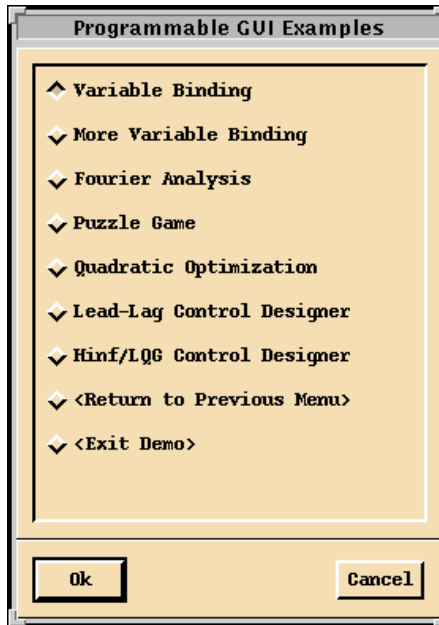 Programmable GUI Examples
Variable Binding
More Variable Binding
Fourier Analysis
Puzzle Game
Quadratic Optimization
Lead-Lag Control Designer
Hinf/LQG Control Designer
<Return to Previous Menu>
<Exit Demo>
Ok
Cancel